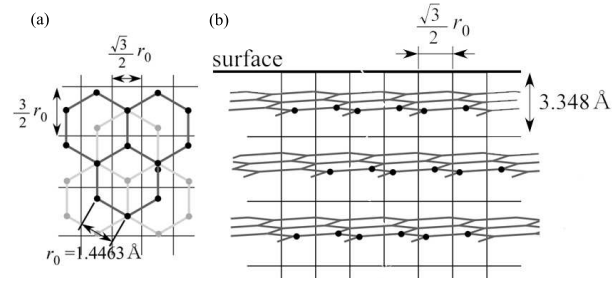 (a)
√3/2 r₀
3/2 r₀
r₀ =1.4463 Å
(b)
√3/2 r₀
surface
3.348 Å